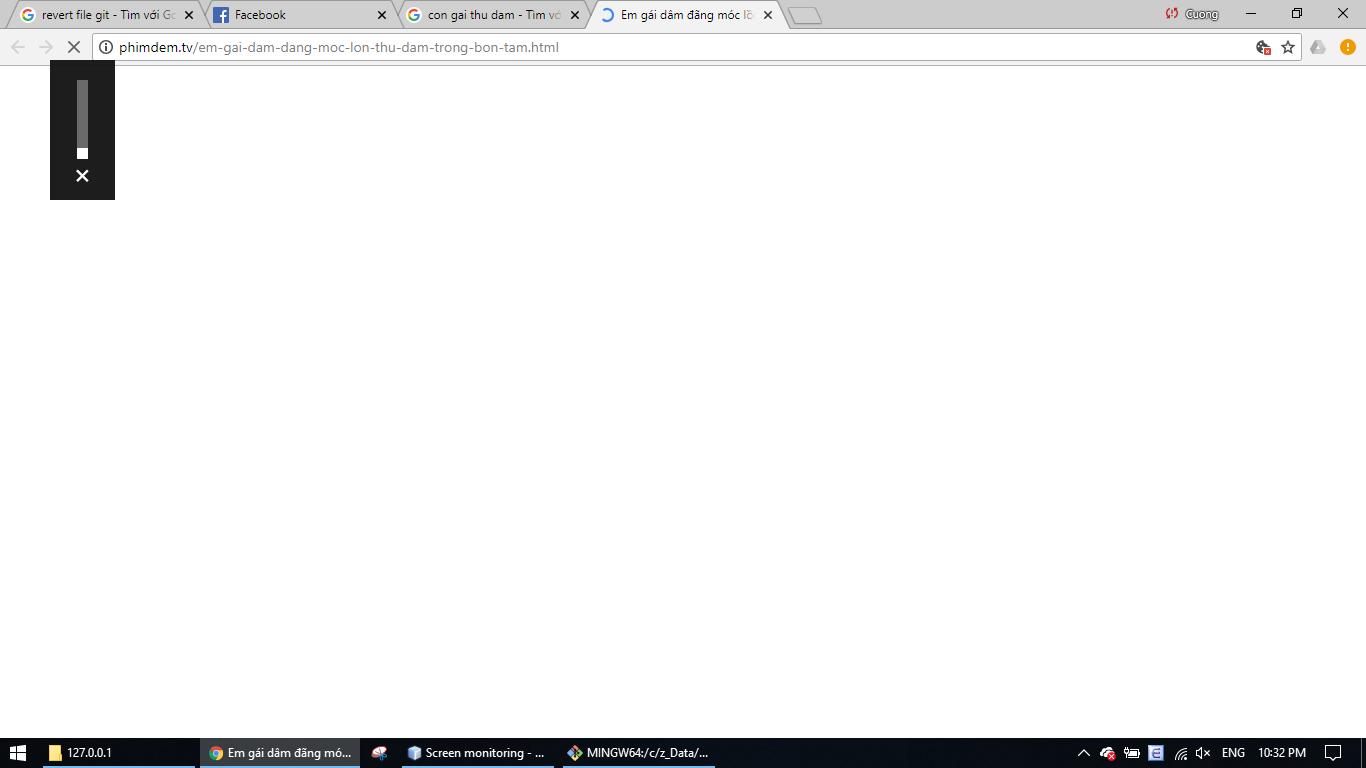 revert file git - Tìm với Gc
Facebook
con gai thu dam - Tìm vớ
Em gái dâm đãng móc lồ
Cuong
phimdem.tv/em-gai-dam-dang-moc-lon-thu-dam-trong-bon-tam.html
127.0.0.1
Em gái dâm đãng mó...
Screen monitoring - ...
MINGW64:/c/z_Data/...
ENG
10:32 PM